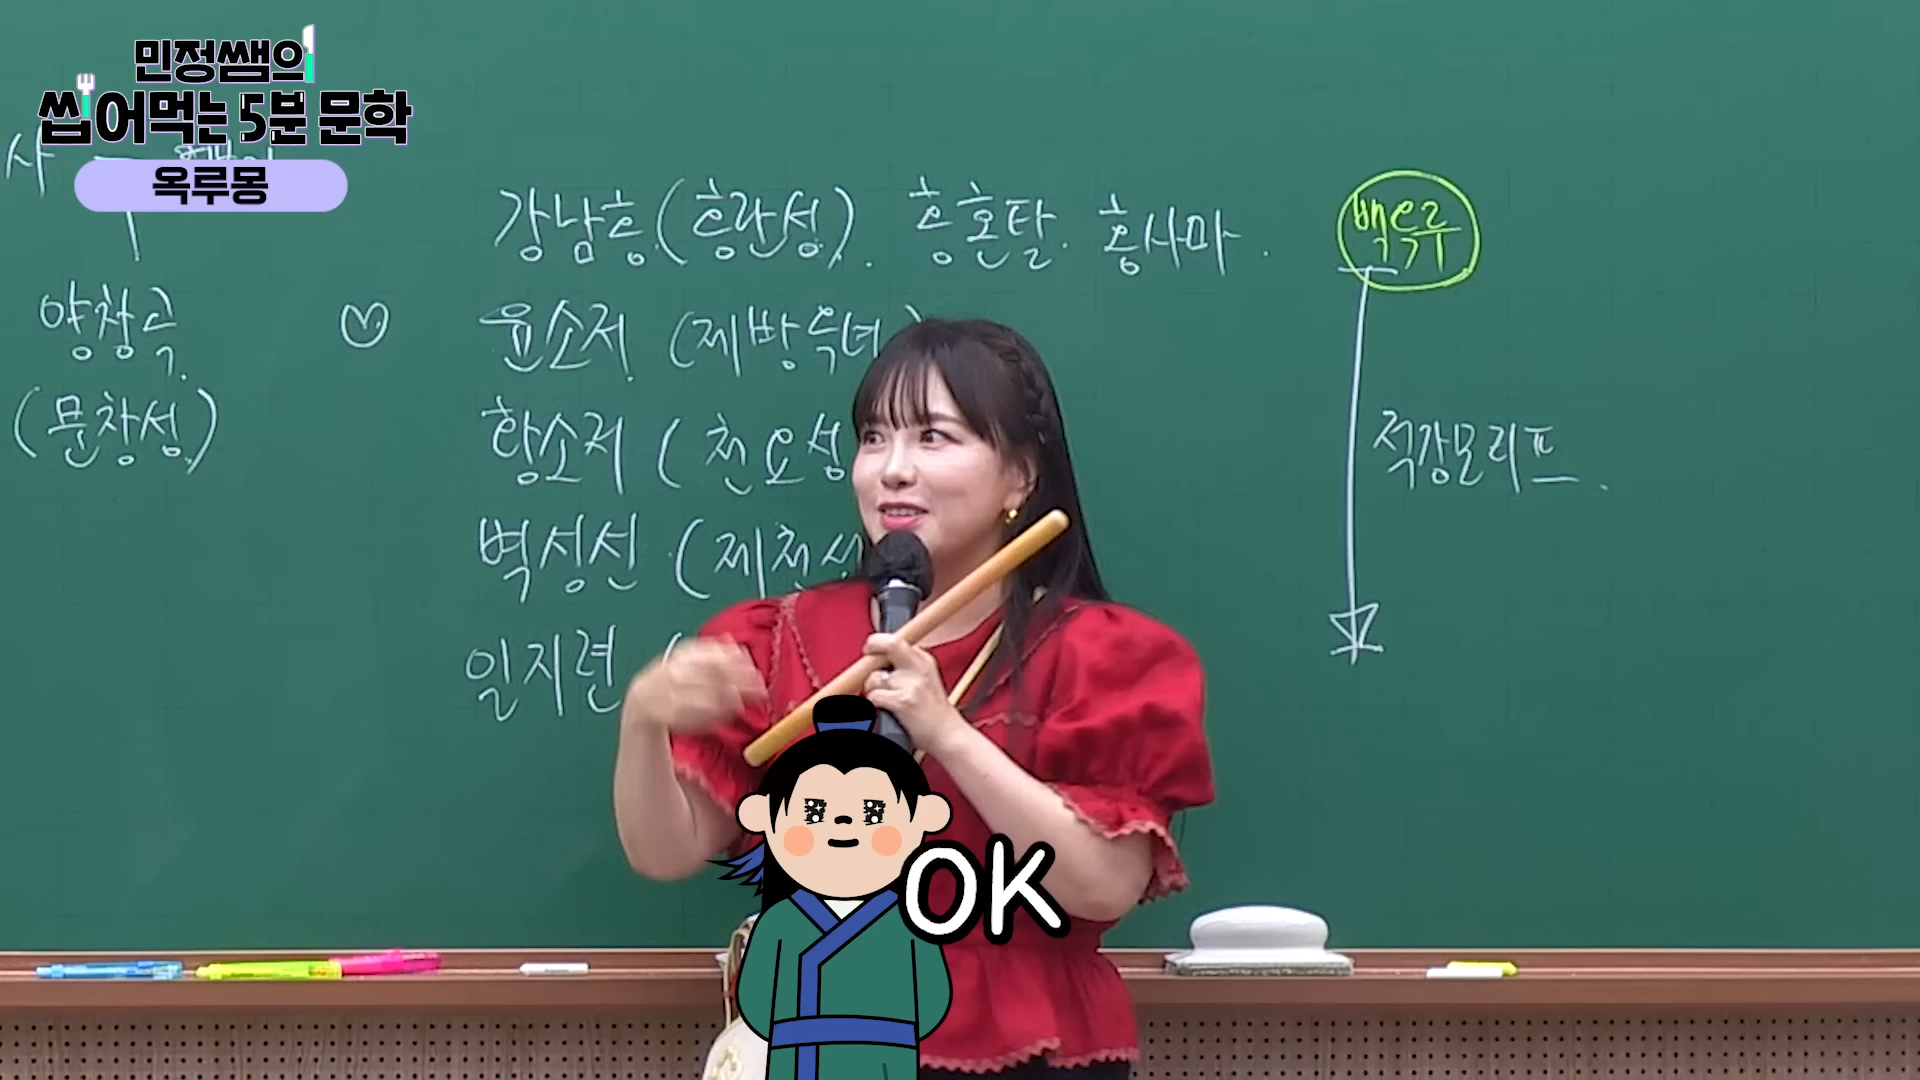 민정쌤의
씹어먹는 5분 문학
옥루몽
사
강남홍(홍란성). 홍혼탈. 홍사마.
백옥루
양창곡.
♡
윤소저 (제방옥녀)
(문창성)
황소저 (천요성
적강모티프.
벽성선 (제천성
일지련 (
OK